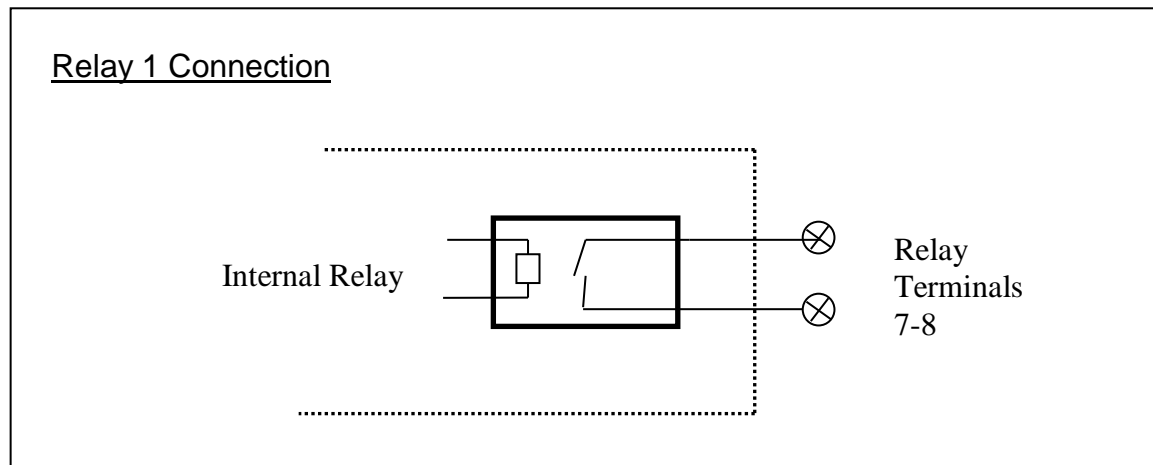 Relay 1 Connection
Internal Relay
Relay
Terminals
7-8